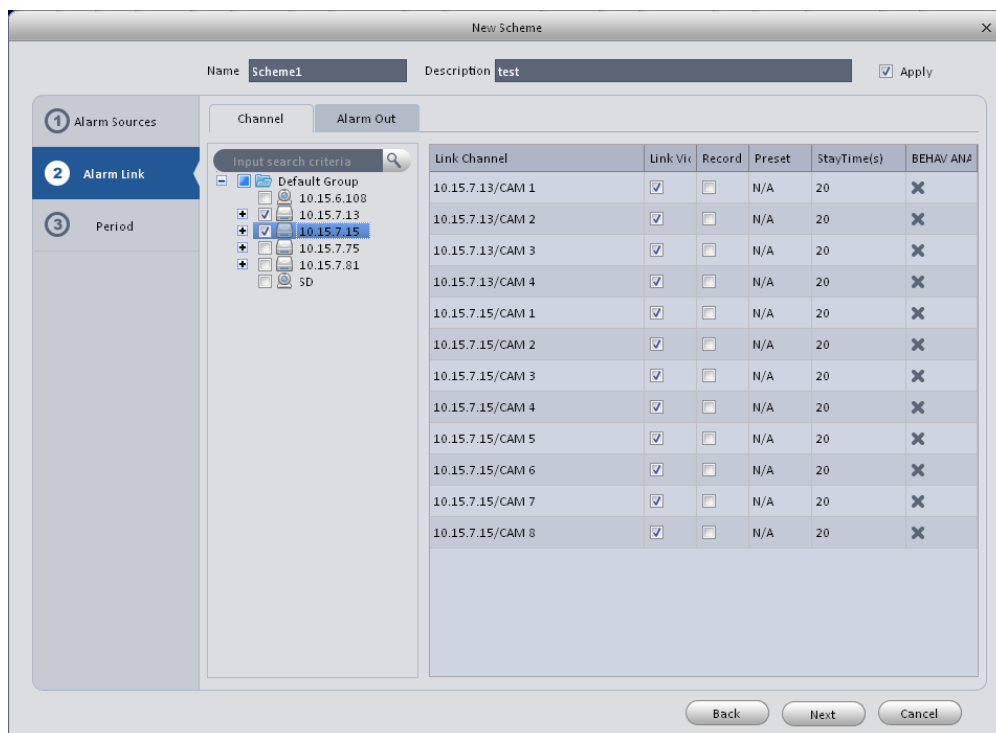 New Scheme
Name Scheme1 Description test Apply
1 Alarm Sources
2 Alarm Link
3 Period
Channel Alarm Out
Input search criteria
Default Group
10.15.6.108
10.15.7.13
10.15.7.15
10.15.7.75
10.15.7.81
SD
Link Channel Link Vic Record Preset StayTime(s) BEHAV ANA
10.15.7.13/CAM 1 N/A 20
10.15.7.13/CAM 2 N/A 20
10.15.7.13/CAM 3 N/A 20
10.15.7.13/CAM 4 N/A 20
10.15.7.15/CAM 1 N/A 20
10.15.7.15/CAM 2 N/A 20
10.15.7.15/CAM 3 N/A 20
10.15.7.15/CAM 4 N/A 20
10.15.7.15/CAM 5 N/A 20
10.15.7.15/CAM 6 N/A 20
10.15.7.15/CAM 7 N/A 20
10.15.7.15/CAM 8 N/A 20
Back Next Cancel